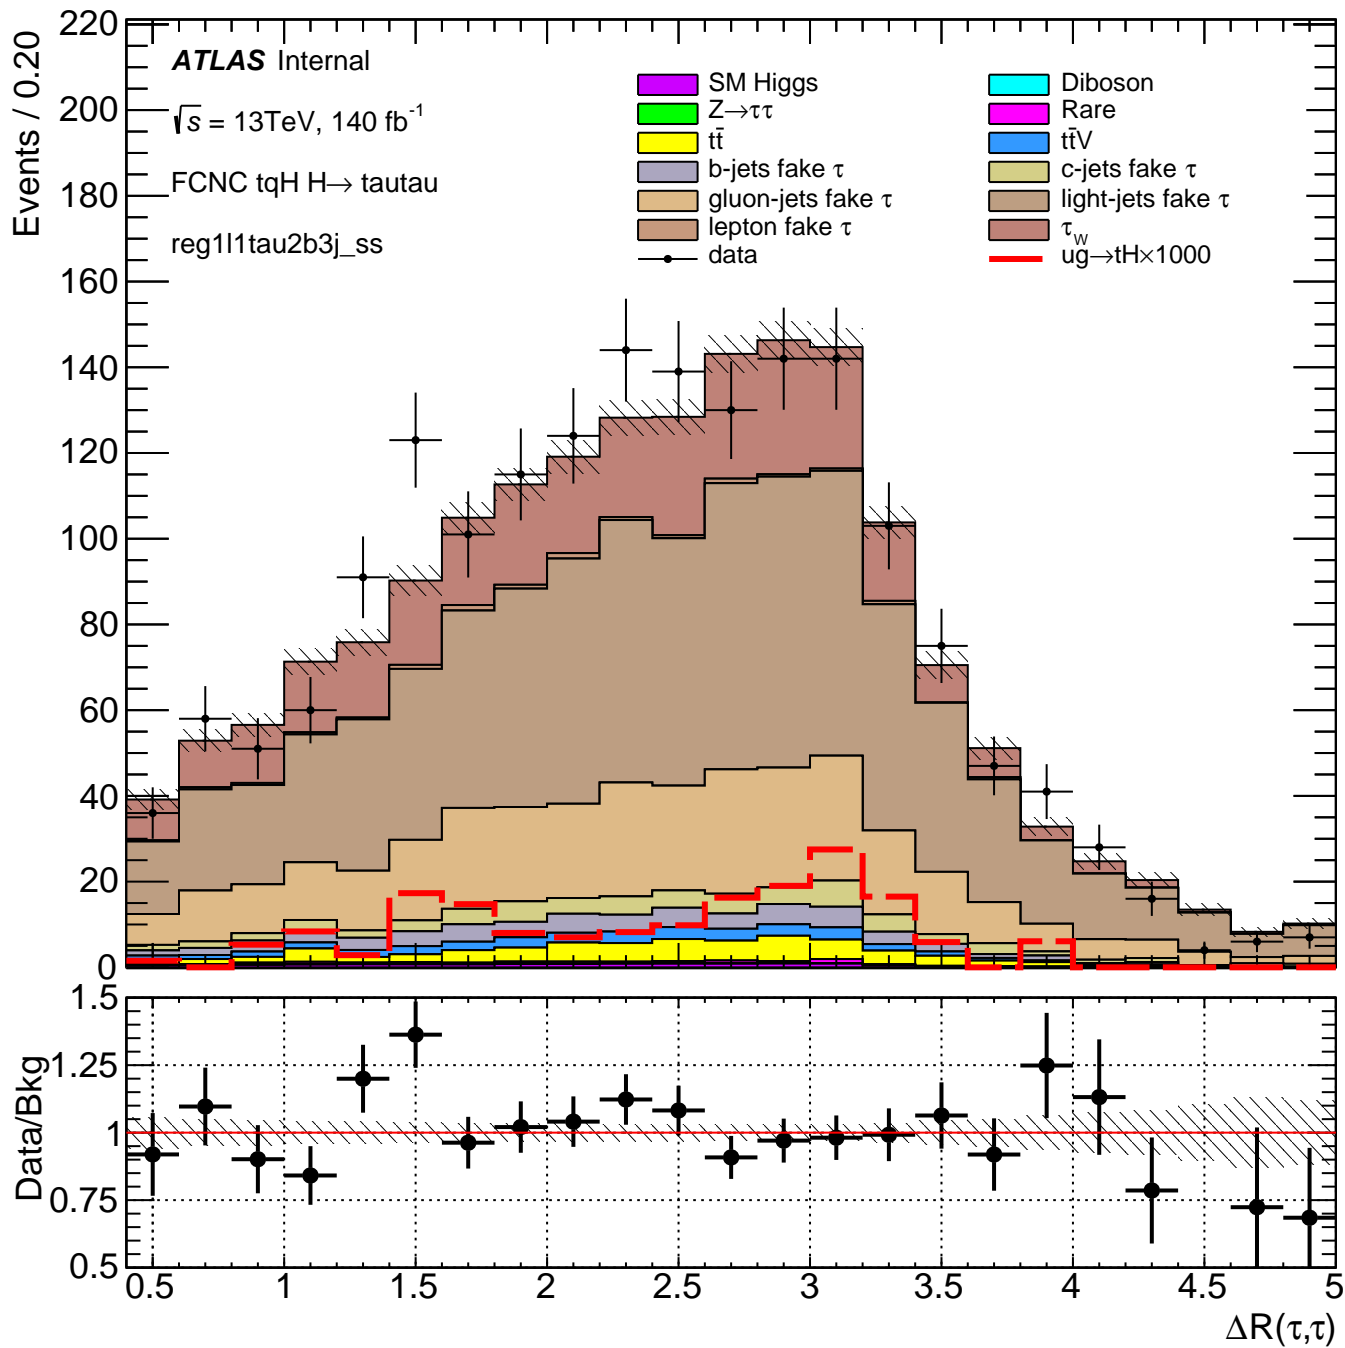 Events / 0.20
220
200
180
160
140
120
100
80
60
40
20
0
ATLAS Internal
√s = 13TeV, 140 fb⁻¹
FCNC tqH H→ tautau
reg1l1tau2b3j_ss
SM Higgs
Diboson
Z→ττ
Rare
tt̄
tt̄V
b-jets fake τ
c-jets fake τ
gluon-jets fake τ
light-jets fake τ
lepton fake τ
τ_W
data
ug→tH×1000
Data/Bkg
1.5
1.25
1
0.75
0.5
0.5 1 1.5 2 2.5 3 3.5 4 4.5 5
ΔR(τ,τ)